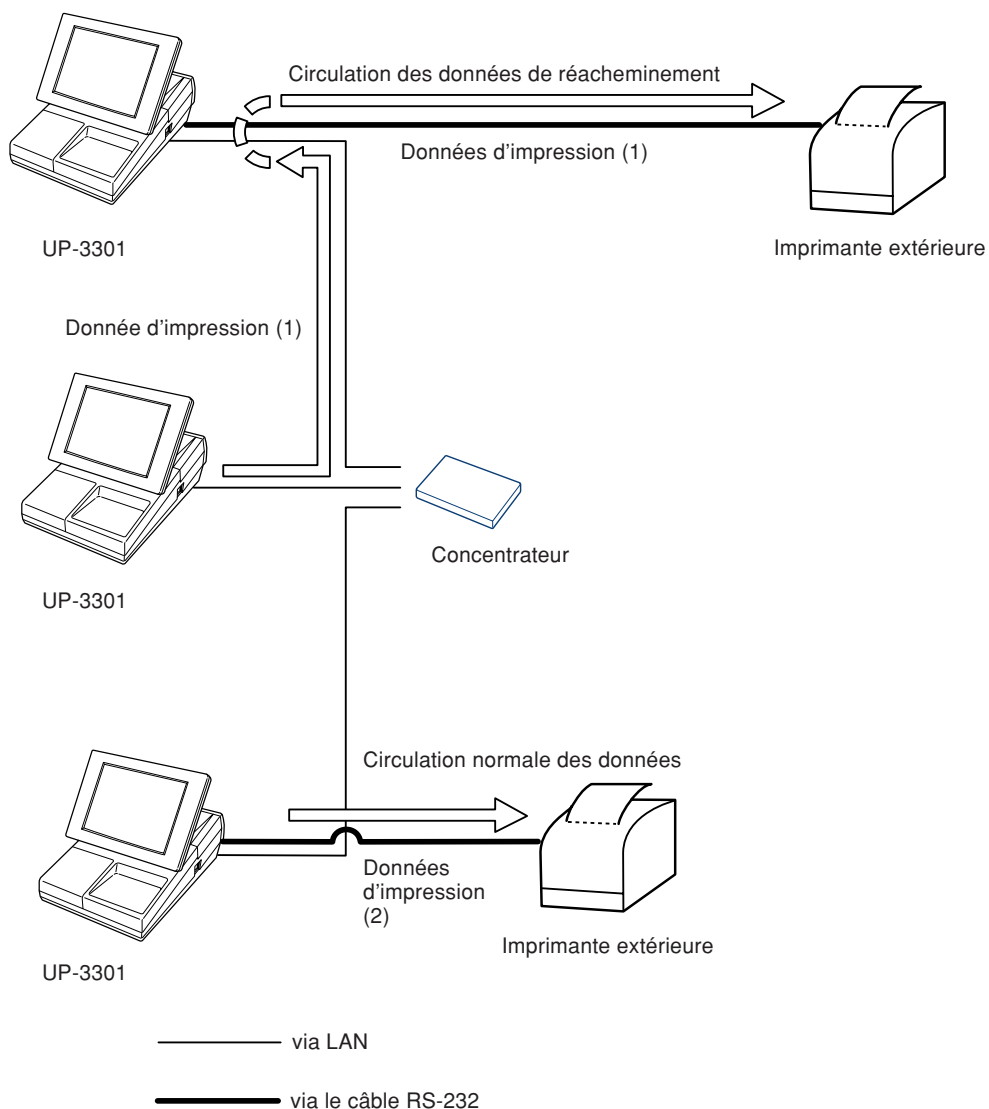 Circulation des données de réacheminement
Données d'impression (1)
UP-3301
Imprimante extérieure
Donnée d'impression (1)
Concentrateur
UP-3301
Circulation normale des données
Données
d'impression
(2)
Imprimante extérieure
UP-3301
via LAN
via le câble RS-232